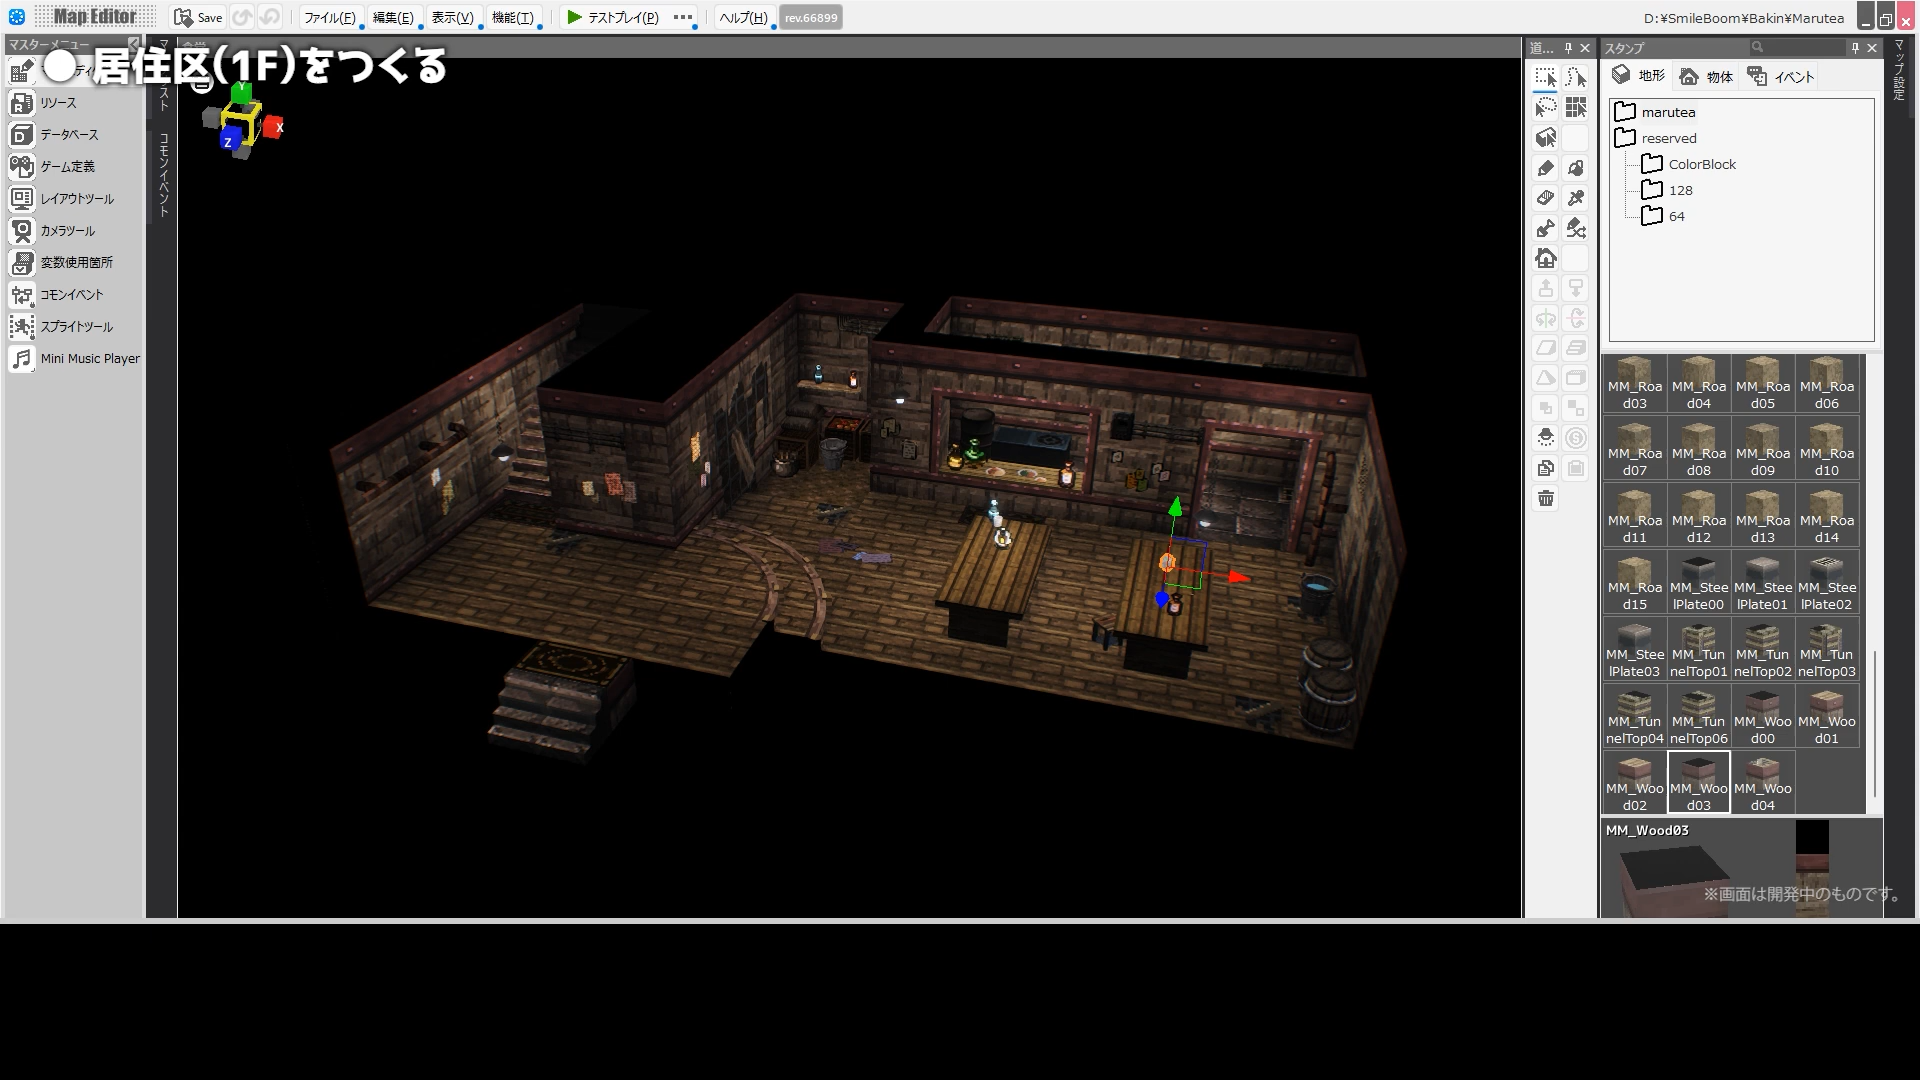 Map Editor
Save
ファイル(F)
編集(E)
表示(V)
機能(T)
テストプレイ(P)
ヘルプ(H)
rev.66899
D:¥SmileBoom¥Bakin¥Marutea
マスターメニュー
●居住区(1F)をつくる
リソース
データベース
ゲーム定義
レイアウトツール
カメラツール
変数使用箇所
コモンイベント
スプライトツール
Mini Music Player
コモンイベント
Y
X
Z
道...
スタンプ
地形
物体
イベント
マップ設定
marutea
reserved
ColorBlock
128
64
MM_Road03
MM_Road04
MM_Road05
MM_Road06
MM_Road07
MM_Road08
MM_Road09
MM_Road10
MM_Road11
MM_Road12
MM_Road13
MM_Road14
MM_Road15
MM_SteelPlate00
MM_SteelPlate01
MM_SteelPlate02
MM_SteelPlate03
MM_TunnelTop01
MM_TunnelTop02
MM_TunnelTop03
MM_TunnelTop04
MM_TunnelTop06
MM_Wood00
MM_Wood01
MM_Wood02
MM_Wood03
MM_Wood04
MM_Wood03
※画面は開発中のものです。